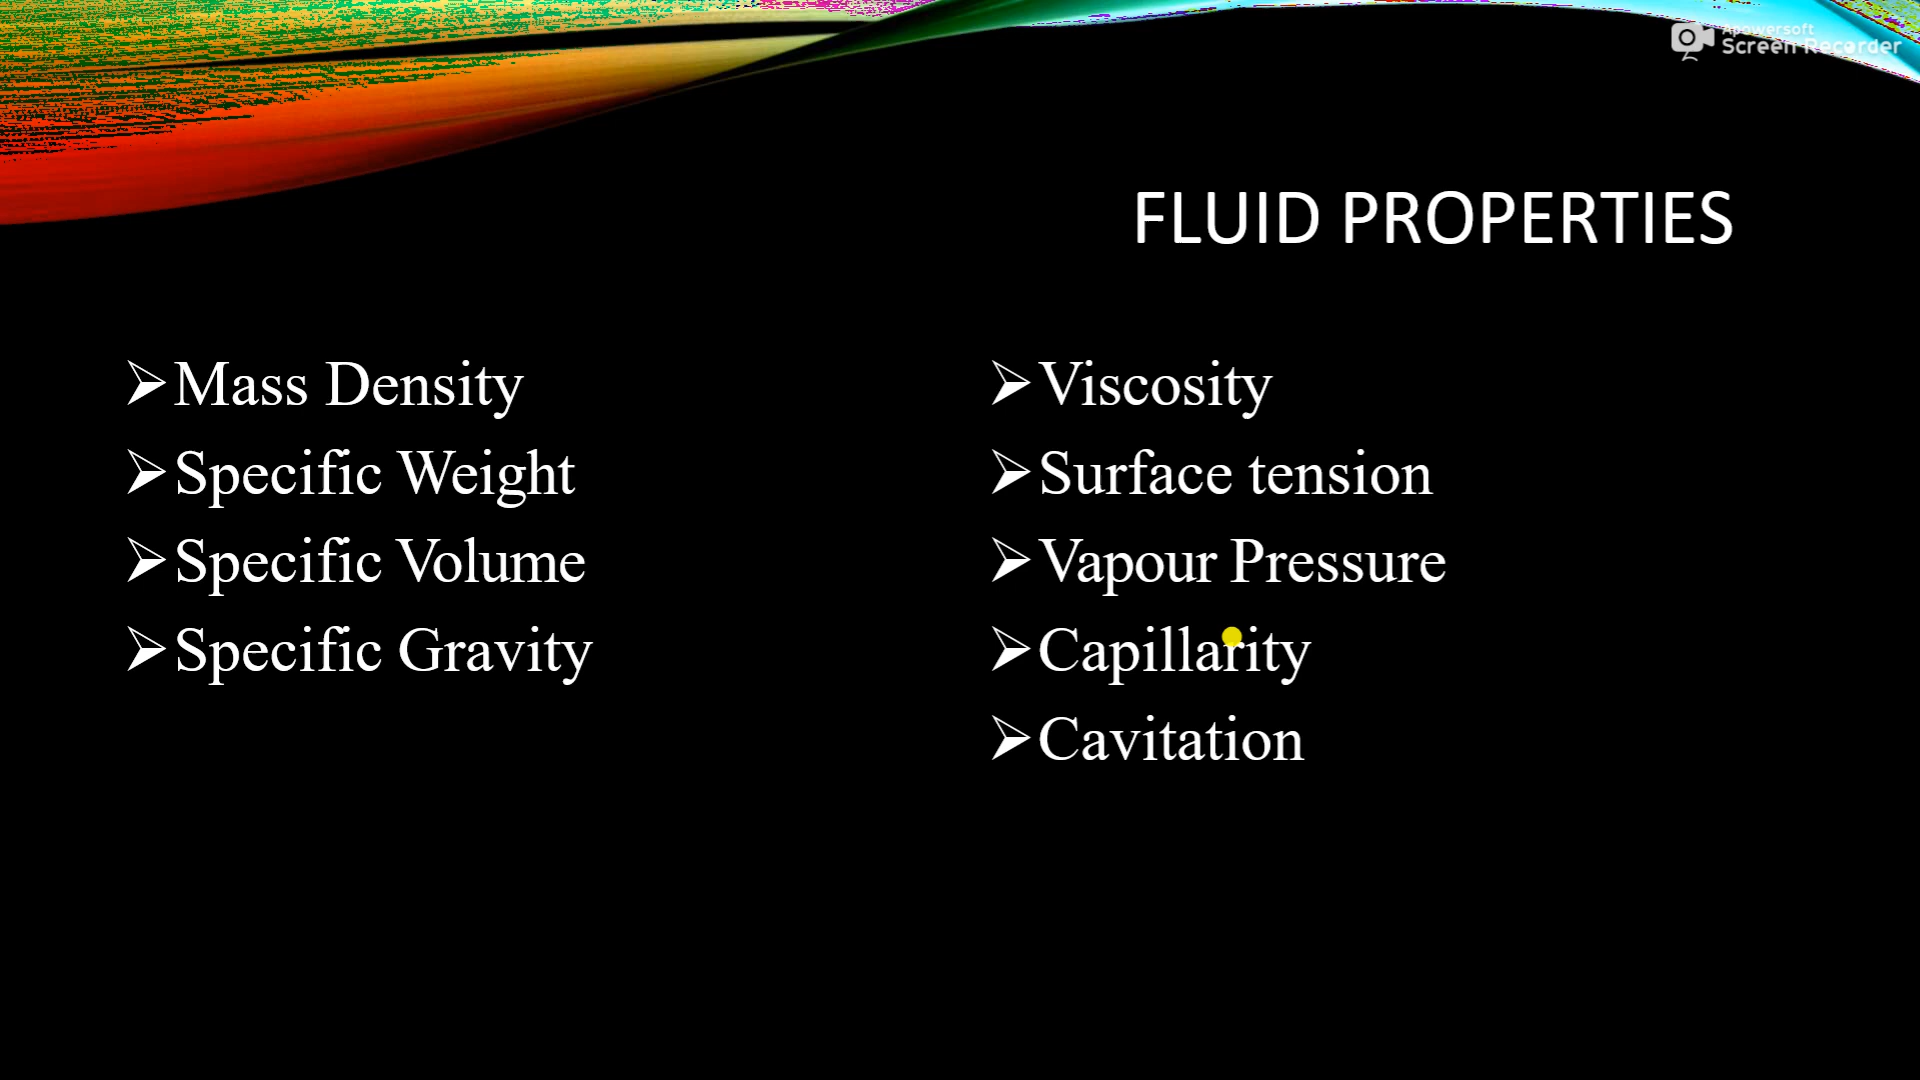 Apowersoft
Screen Recorder
FLUID PROPERTIES
➢Mass Density
➢Specific Weight
➢Specific Volume
➢Specific Gravity
➢Viscosity
➢Surface tension
➢Vapour Pressure
➢Capillarity
➢Cavitation